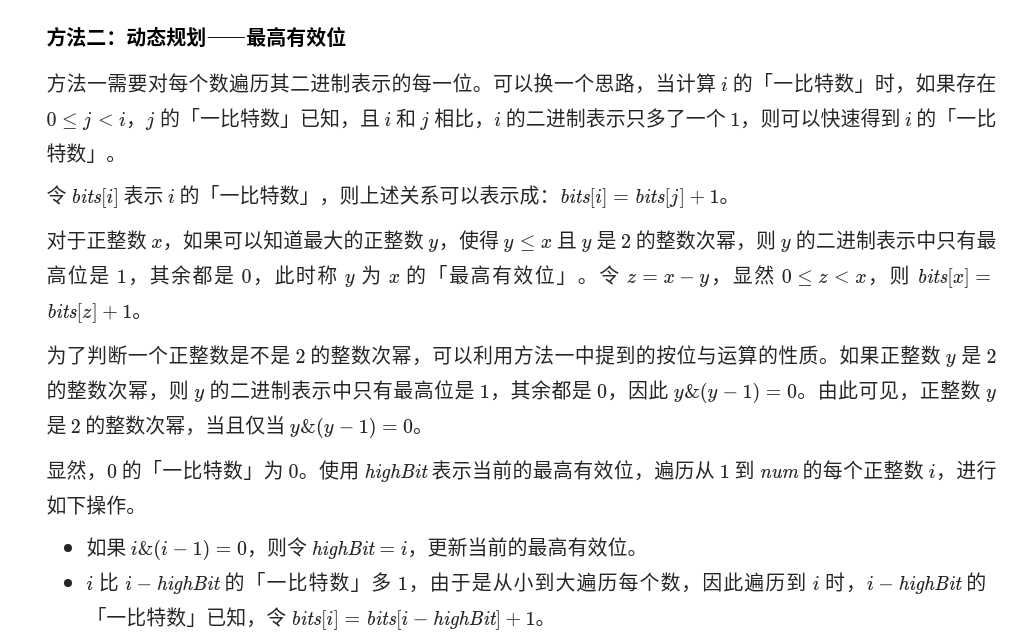 方法二：动态规划——最高有效位
方法一需要对每个数遍历其二进制表示的每一位。可以换一个思路，当计算 i 的「一比特数」时，如果存在
0 ≤ j < i，j 的「一比特数」已知，且 i 和 j 相比，i 的二进制表示只多了一个 1，则可以快速得到 i 的「一比
特数」。
令 bits[i] 表示 i 的「一比特数」，则上述关系可以表示成：bits[i] = bits[j] + 1。
对于正整数 x，如果可以知道最大的正整数 y，使得 y ≤ x 且 y 是 2 的整数次幂，则 y 的二进制表示中只有最
高位是 1，其余都是 0，此时称 y 为 x 的「最高有效位」。令 z = x − y，显然 0 ≤ z < x，则 bits[x] =
bits[z] + 1。
为了判断一个正整数是不是 2 的整数次幂，可以利用方法一中提到的按位与运算的性质。如果正整数 y 是 2
的整数次幂，则 y 的二进制表示中只有最高位是 1，其余都是 0，因此 y&(y − 1) = 0。由此可见，正整数 y
是 2 的整数次幂，当且仅当 y&(y − 1) = 0。
显然，0 的「一比特数」为 0。使用 highBit 表示当前的最高有效位，遍历从 1 到 num 的每个正整数 i，进行
如下操作。
• 如果 i&(i − 1) = 0，则令 highBit = i，更新当前的最高有效位。
• i 比 i − highBit 的「一比特数」多 1，由于是从小到大遍历每个数，因此遍历到 i 时，i − highBit 的
「一比特数」已知，令 bits[i] = bits[i − highBit] + 1。